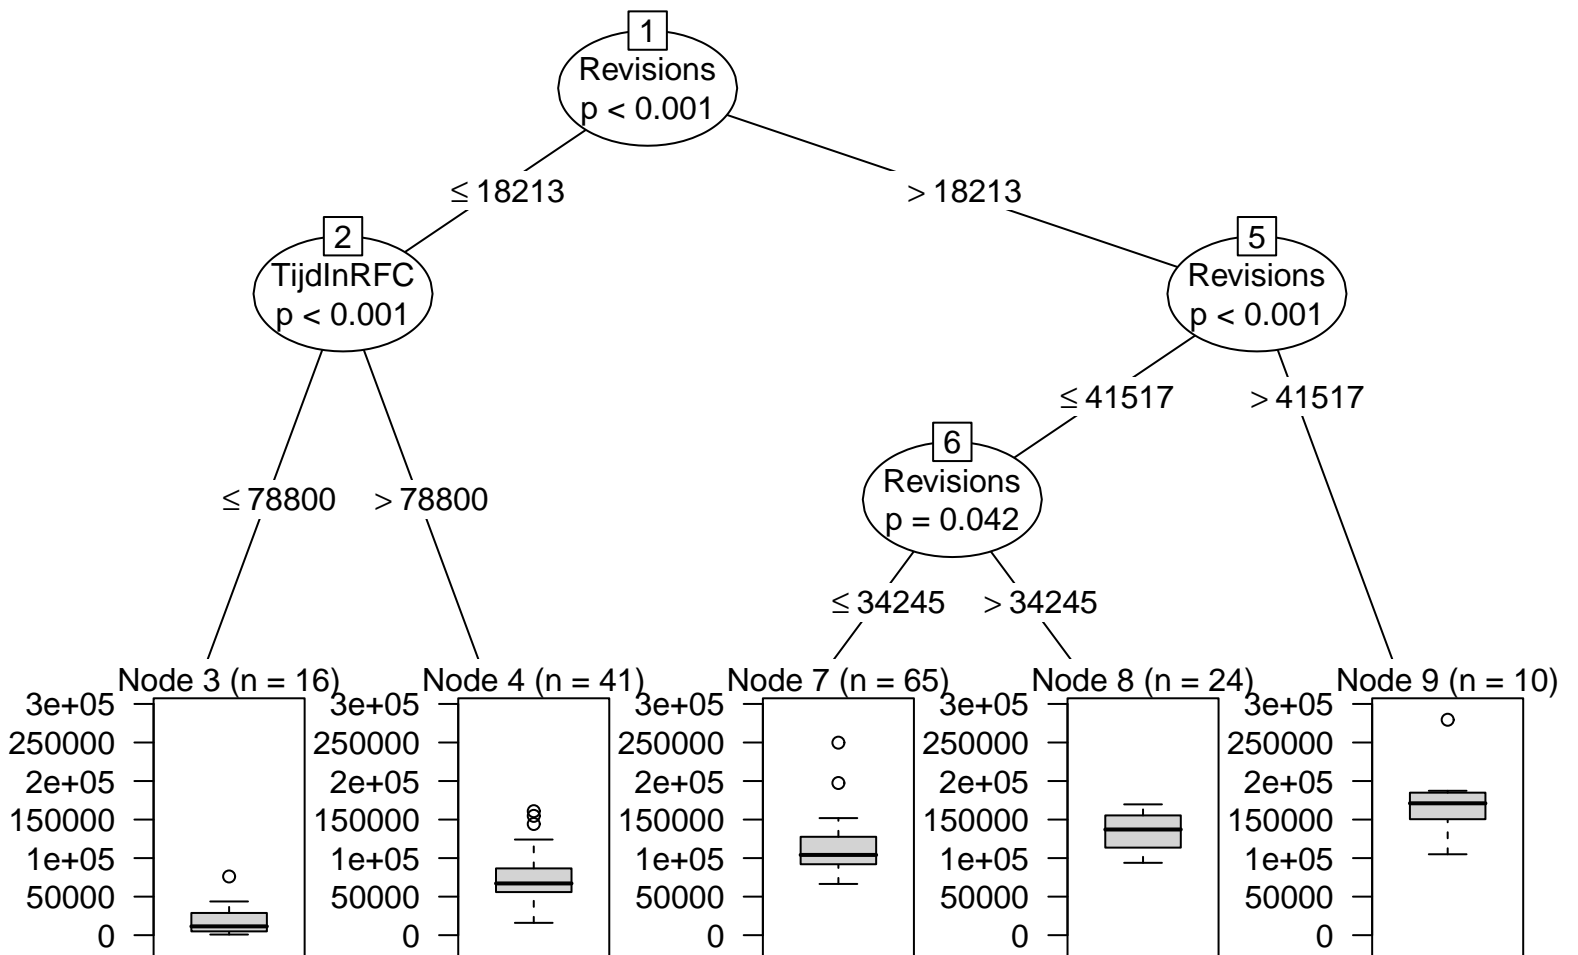 1
Revisions
p < 0.001
≤ 18213
> 18213
2
TijdInRFC
p < 0.001
5
Revisions
p < 0.001
≤ 41517
> 41517
6
Revisions
p = 0.042
≤ 78800
> 78800
≤ 34245
> 34245
Node 3 (n = 16)
3e+05
250000
2e+05
150000
1e+05
50000
0
Node 4 (n = 41)
3e+05
250000
2e+05
150000
1e+05
50000
0
Node 7 (n = 65)
3e+05
250000
2e+05
150000
1e+05
50000
0
Node 8 (n = 24)
3e+05
250000
2e+05
150000
1e+05
50000
0
Node 9 (n = 10)
3e+05
250000
2e+05
150000
1e+05
50000
0